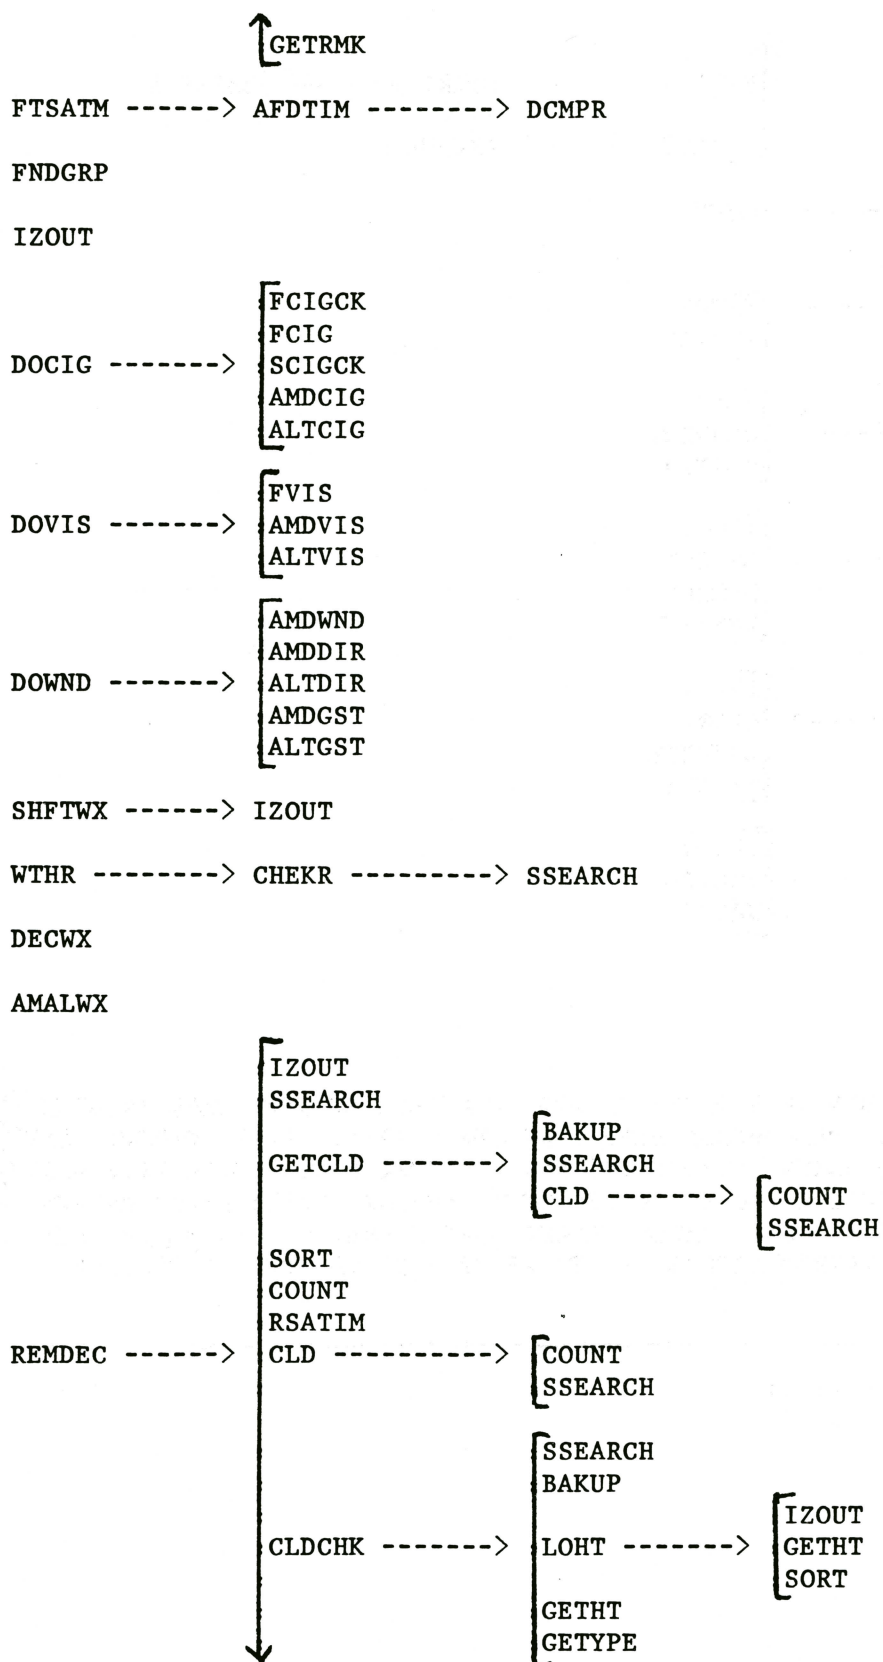 GETRMK
FTSATM ------> AFDTIM --------> DCMPR
FNDGRP
IZOUT
FCIGCK
FCIG
DOCIG -------> SCIGCK
AMDCIG
ALTCIG
FVIS
DOVIS -------> AMDVIS
ALTVIS
AMDWND
AMDDIR
DOWND -------> ALTDIR
AMDGST
ALTGST
SHFTWX ------> IZOUT
WTHR --------> CHEKR ---------> SSEARCH
DECWX
AMALWX
IZOUT
SSEARCH
BAKUP
GETCLD -------> SSEARCH
CLD -------> COUNT
SSEARCH
SORT
COUNT
RSATIM
REMDEC ------> CLD ----------> COUNT
SSEARCH
SSEARCH
BAKUP
IZOUT
CLDCHK -------> LOHT -------> GETHT
SORT
GETHT
GETYPE